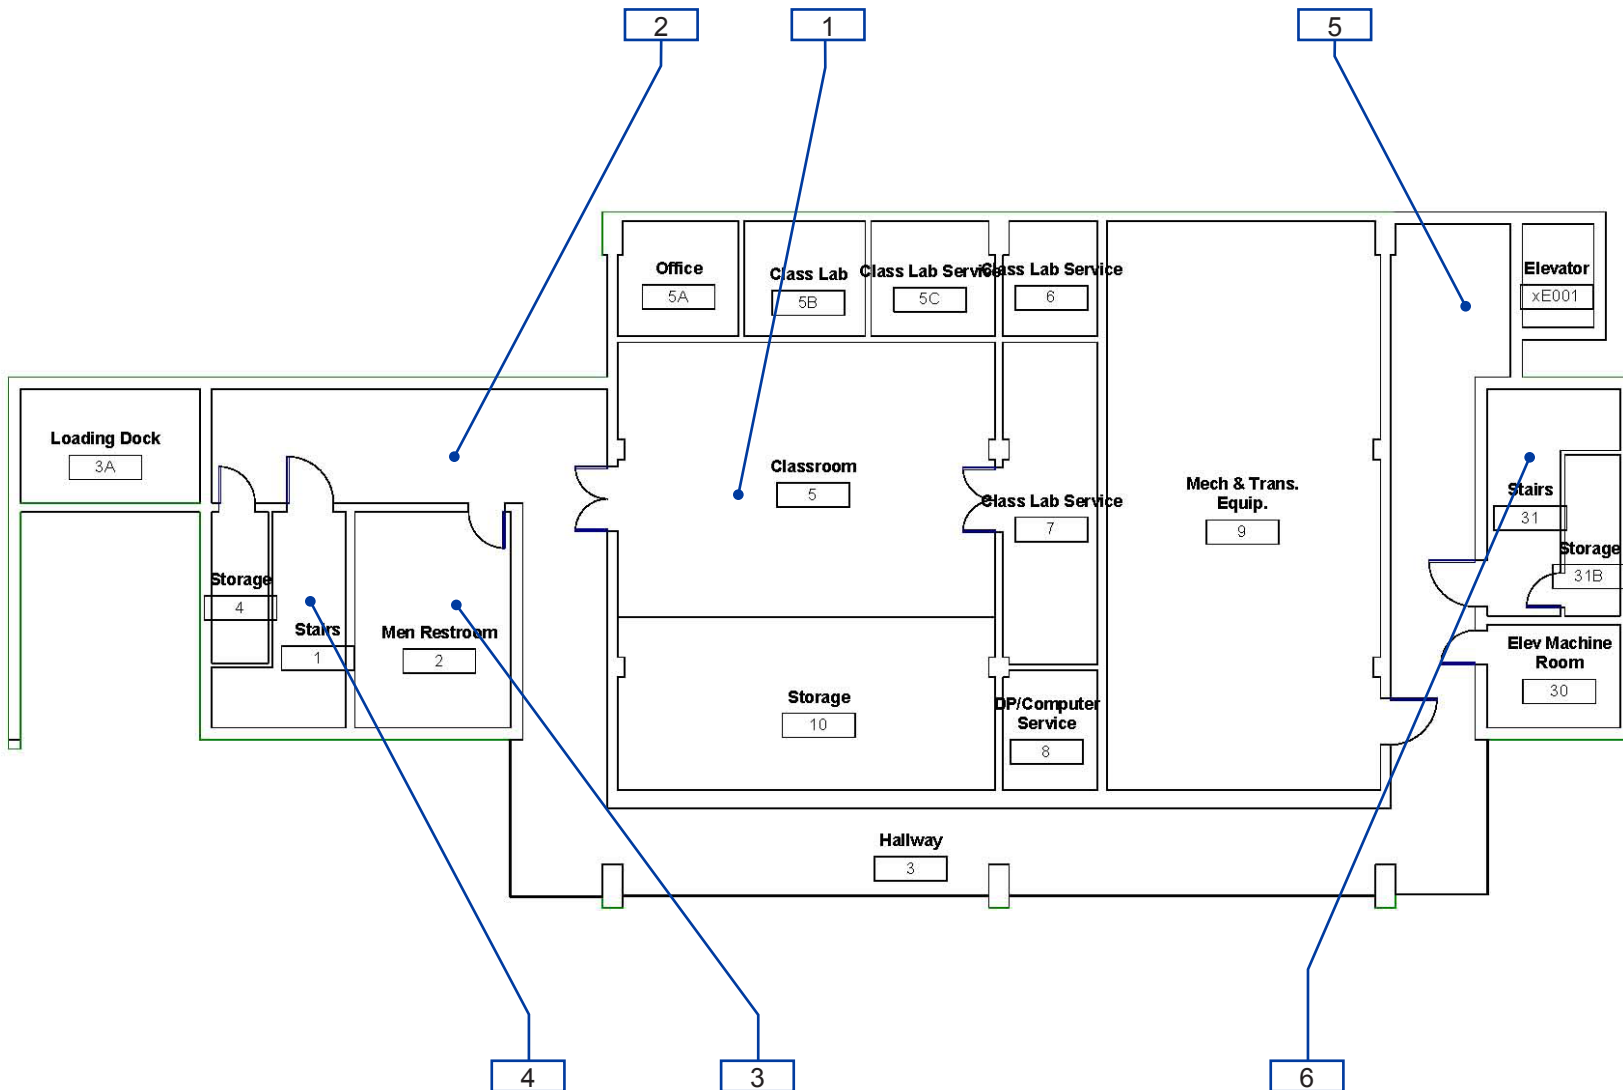 2
1
5
Office
5A
Class Lab
5B
Class Lab Service
5C
Class Lab Service
6
Elevator
xE001
Loading Dock
3A
Classroom
5
Class Lab Service
7
Mech & Trans.
Equip.
9
Stairs
31
Storage
31B
Storage
4
Stairs
1
Men Restroom
2
Elev Machine
Room
30
Storage
10
DP/Computer
Service
8
Hallway
3
4
3
6